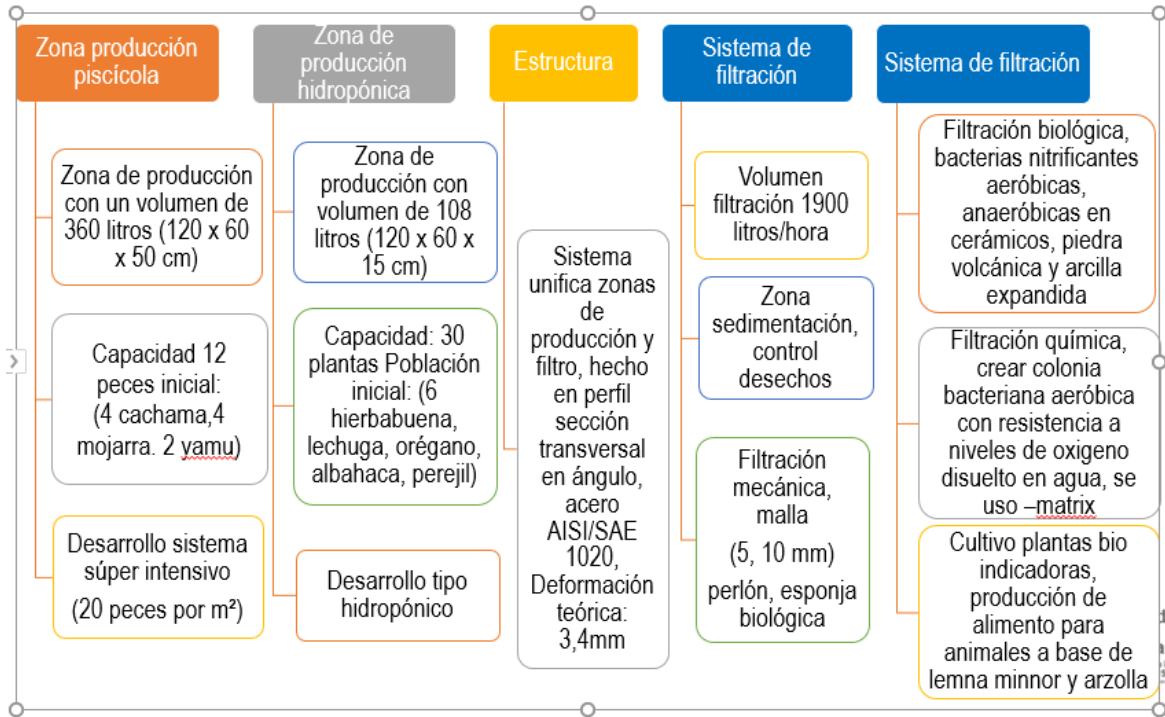 Zona producción
piscícola
Zona de producción
con un volumen de
360 litros (120 x 60
x 50 cm)
Capacidad 12
peces inicial:
(4 cachama,4
mojarra. 2 yamu)
Desarrollo sistema
súper intensivo
(20 peces por m²)
Zona de
producción
hidropónica
Zona de
producción con
volumen de 108
litros (120 x 60 x
15 cm)
Capacidad: 30
plantas Población
inicial: (6
hierbabuena,
lechuga, orégano,
albahaca, perejil)
Desarrollo tipo
hidropónico
Estructura
Sistema
unifica zonas
de
producción y
filtro, hecho
en perfil
sección
transversal
en ángulo,
acero
AISI/SAE
1020,
Deformación
teórica:
3,4mm
Sistema de
filtración
Volumen
filtración 1900
litros/hora
Zona
sedimentación,
control
desechos
Filtración
mecánica,
malla
(5, 10 mm)
perlón, esponja
biológica
Sistema de filtración
Filtración biológica,
bacterias nitrificantes
aeróbicas,
anaeróbicas en
cerámicos, piedra
volcánica y arcilla
expandida
Filtración química,
crear colonia
bacteriana aeróbica
con resistencia a
niveles de oxigeno
disuelto en agua, se
uso –matrix
Cultivo plantas bio
indicadoras,
producción de
alimento para
animales a base de
lemna minnor y arzolla